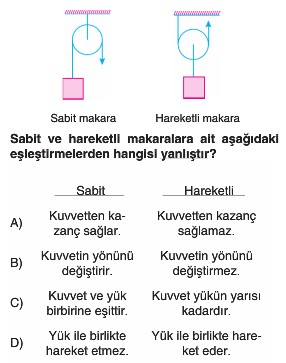 Sabit makara Hareketli makara
Sabit ve hareketli makaralara ait aşağıdaki
eşleştirmelerden hangisi yanlıştır?
Sabit Hareketli
A) Kuvvetten ka- Kuvvetten kazanç
zanç sağlar. sağlamaz.
B) Kuvvetin yönünü Kuvvetin yönünü
değiştirir. değiştirmez.
C) Kuvvet ve yük Kuvvet yükün yarısı
birbirine eşittir. kadardır.
D) Yük ile birlikte Yük ile birlikte hare-
hareket etmez. ket eder.